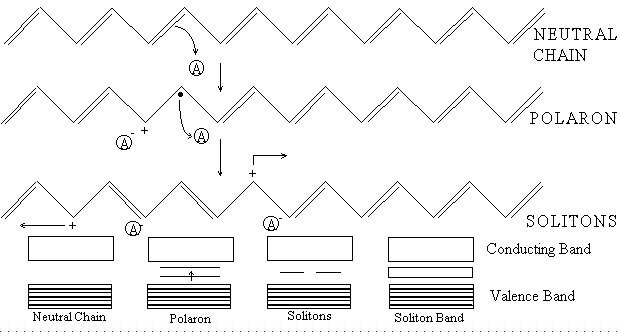 NEUTRAL
CHAIN
A
POLARON
A-
+
A
+
SOLITONS
+
A-
A-
Conducting Band
Valence Band
Neutral Chain
Polaron
Solitons
Soliton Band